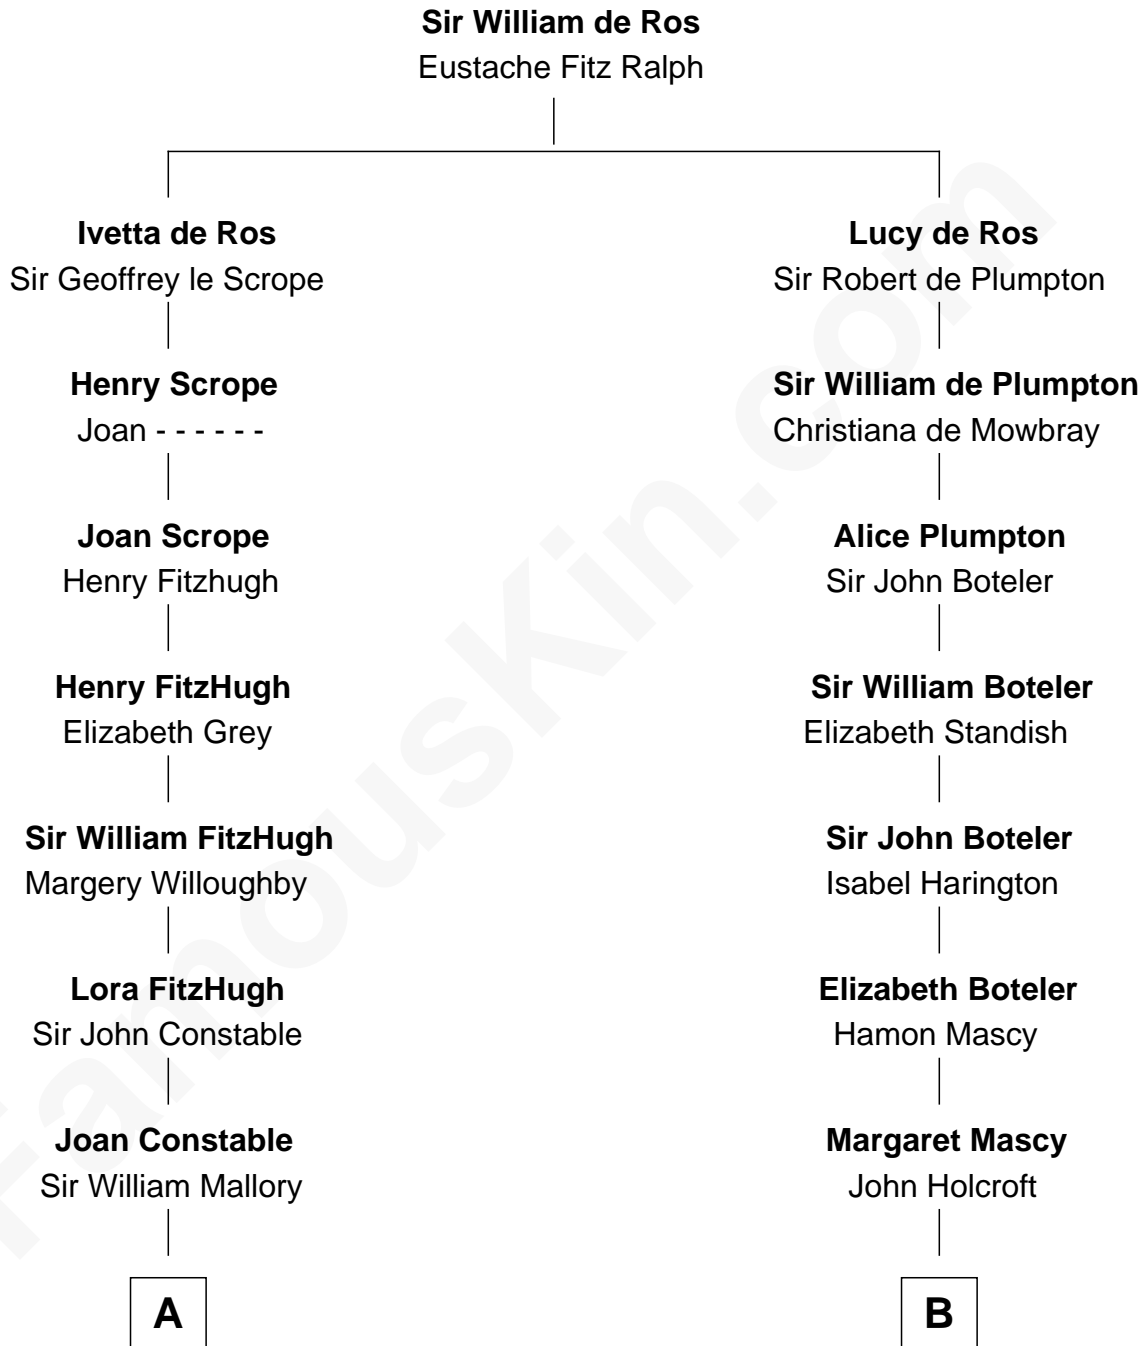 Sir William de Ros
Eustache Fitz Ralph
Ivetta de Ros
Sir Geoffrey le Scrope
Henry Scrope
Joan - - - - - -
Joan Scrope
Henry Fitzhugh
Henry FitzHugh
Elizabeth Grey
Sir William FitzHugh
Margery Willoughby
Lora FitzHugh
Sir John Constable
Joan Constable
Sir William Mallory
A
Lucy de Ros
Sir Robert de Plumpton
Sir William de Plumpton
Christiana de Mowbray
Alice Plumpton
Sir John Boteler
Sir William Boteler
Elizabeth Standish
Sir John Boteler
Isabel Harington
Elizabeth Boteler
Hamon Mascy
Margaret Mascy
John Holcroft
B
FamousKin.com